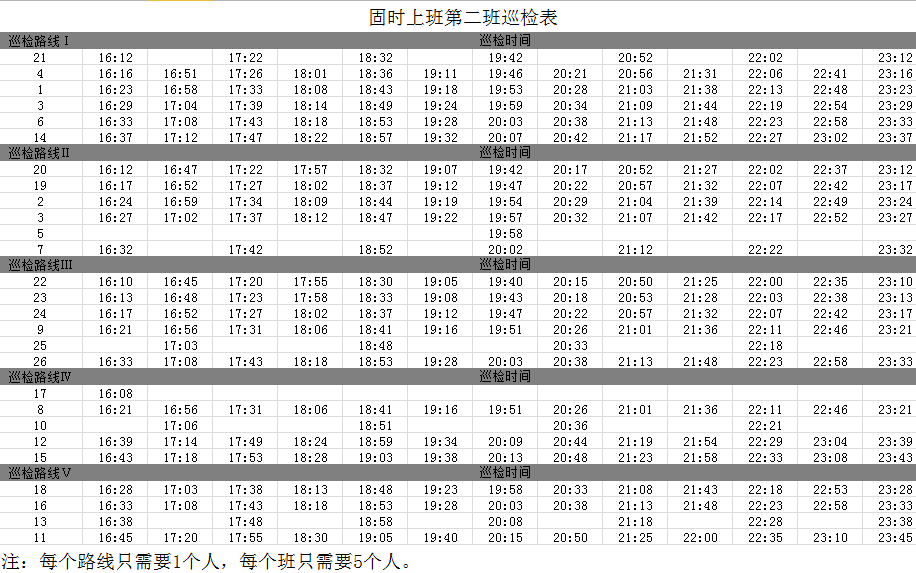 固时上班第二班巡检表
巡检路线Ⅰ 巡检时间
21 16:12 17:22 18:32 19:42 20:52 22:02 23:12
4 16:16 16:51 17:26 18:01 18:36 19:11 19:46 20:21 20:56 21:31 22:06 22:41 23:16
1 16:23 16:58 17:33 18:08 18:43 19:18 19:53 20:28 21:03 21:38 22:13 22:48 23:23
3 16:29 17:04 17:39 18:14 18:49 19:24 19:59 20:34 21:09 21:44 22:19 22:54 23:29
6 16:33 17:08 17:43 18:18 18:53 19:28 20:03 20:38 21:13 21:48 22:23 22:58 23:33
14 16:37 17:12 17:47 18:22 18:57 19:32 20:07 20:42 21:17 21:52 22:27 23:02 23:37
巡检路线Ⅱ 巡检时间
20 16:12 16:47 17:22 17:57 18:32 19:07 19:42 20:17 20:52 21:27 22:02 22:37 23:12
19 16:17 16:52 17:27 18:02 18:37 19:12 19:47 20:22 20:57 21:32 22:07 22:42 23:17
2 16:24 16:59 17:34 18:09 18:44 19:19 19:54 20:29 21:04 21:39 22:14 22:49 23:24
3 16:27 17:02 17:37 18:12 18:47 19:22 19:57 20:32 21:07 21:42 22:17 22:52 23:27
5 19:58
7 16:32 17:42 18:52 20:02 21:12 22:22 23:32
巡检路线Ⅲ 巡检时间
22 16:10 16:45 17:20 17:55 18:30 19:05 19:40 20:15 20:50 21:25 22:00 22:35 23:10
23 16:13 16:48 17:23 17:58 18:33 19:08 19:43 20:18 20:53 21:28 22:03 22:38 23:13
24 16:17 16:52 17:27 18:02 18:37 19:12 19:47 20:22 20:57 21:32 22:07 22:42 23:17
9 16:21 16:56 17:31 18:06 18:41 19:16 19:51 20:26 21:01 21:36 22:11 22:46 23:21
25 17:03 18:48 20:33 22:18
26 16:33 17:08 17:43 18:18 18:53 19:28 20:03 20:38 21:13 21:48 22:23 22:58 23:33
巡检路线Ⅳ 巡检时间
17 16:08
8 16:21 16:56 17:31 18:06 18:41 19:16 19:51 20:26 21:01 21:36 22:11 22:46 23:21
10 17:06 18:51 20:36 22:21
12 16:39 17:14 17:49 18:24 18:59 19:34 20:09 20:44 21:19 21:54 22:29 23:04 23:39
15 16:43 17:18 17:53 18:28 19:03 19:38 20:13 20:48 21:23 21:58 22:33 23:08 23:43
巡检路线Ⅴ 巡检时间
18 16:28 17:03 17:38 18:13 18:48 19:23 19:58 20:33 21:08 21:43 22:18 22:53 23:28
16 16:33 17:08 17:43 18:18 18:53 19:28 20:03 20:38 21:13 21:48 22:23 22:58 23:33
13 16:38 17:48 18:58 20:08 21:18 22:28 23:38
11 16:45 17:20 17:55 18:30 19:05 19:40 20:15 20:50 21:25 22:00 22:35 23:10 23:45
注：每个路线只需要1个人，每个班只需要5个人。